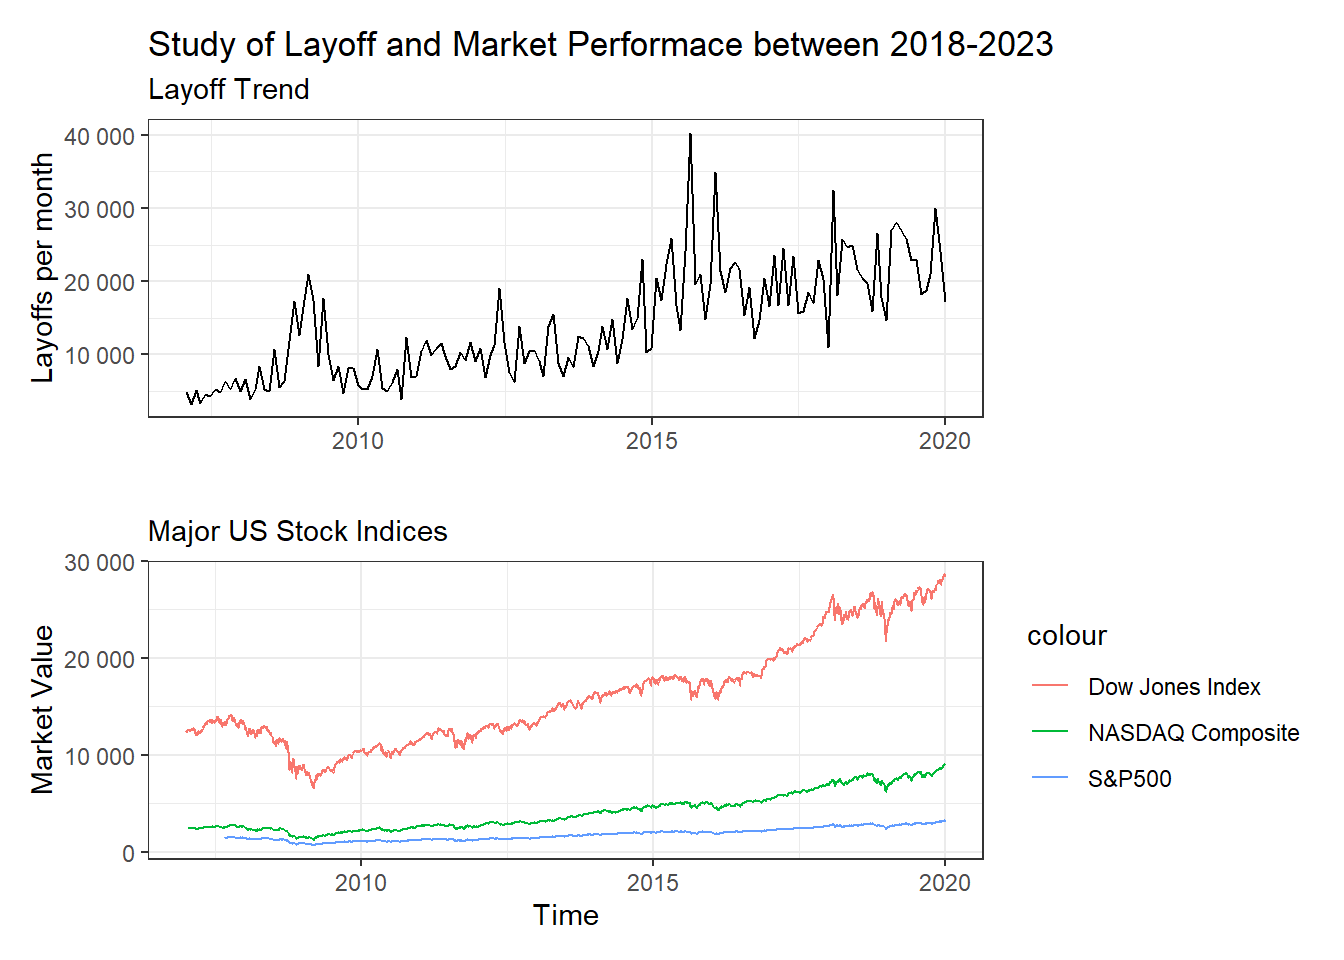 Study of Layoff and Market Performace between 2018-2023
Layoff Trend
Layoffs per month
40 000
30 000
20 000
10 000
2010
2015
2020
Major US Stock Indices
Market Value
30 000
20 000
10 000
0
2010
2015
2020
Time
colour
Dow Jones Index
NASDAQ Composite
S&P500